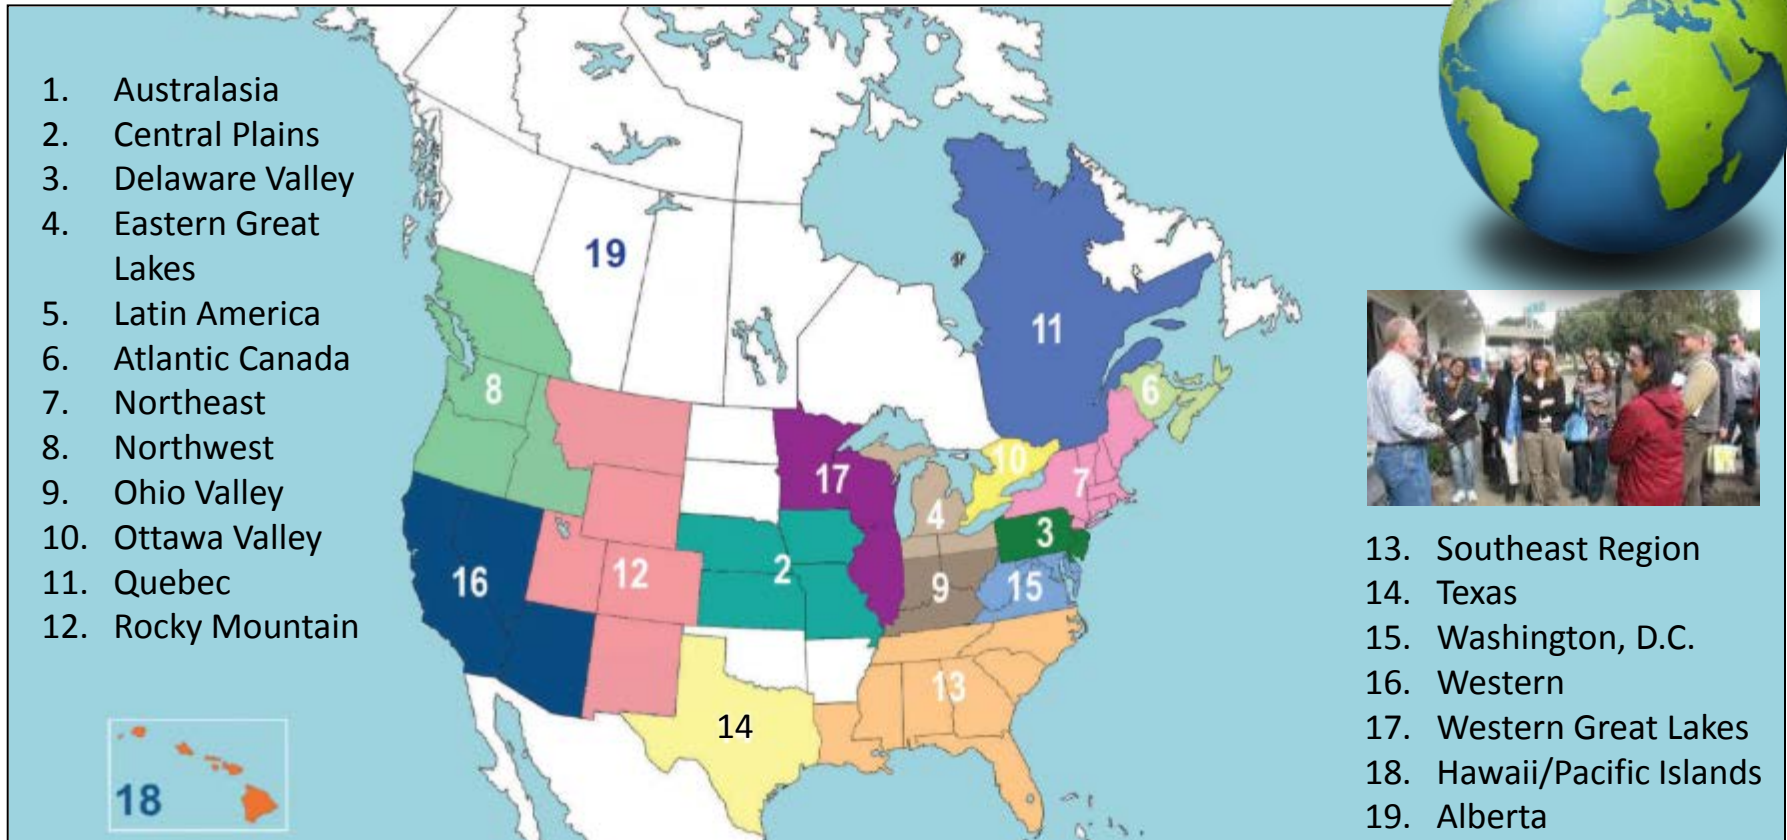 1. Australasia
2. Central Plains
3. Delaware Valley
4. Eastern Great
Lakes
5. Latin America
6. Atlantic Canada
7. Northeast
8. Northwest
9. Ohio Valley
10. Ottawa Valley
11. Quebec
12. Rocky Mountain
19
11
8
6
17
10
7
4
3
16
12
2
9
15
13
14
18
13. Southeast Region
14. Texas
15. Washington, D.C.
16. Western
17. Western Great Lakes
18. Hawaii/Pacific Islands
19. Alberta